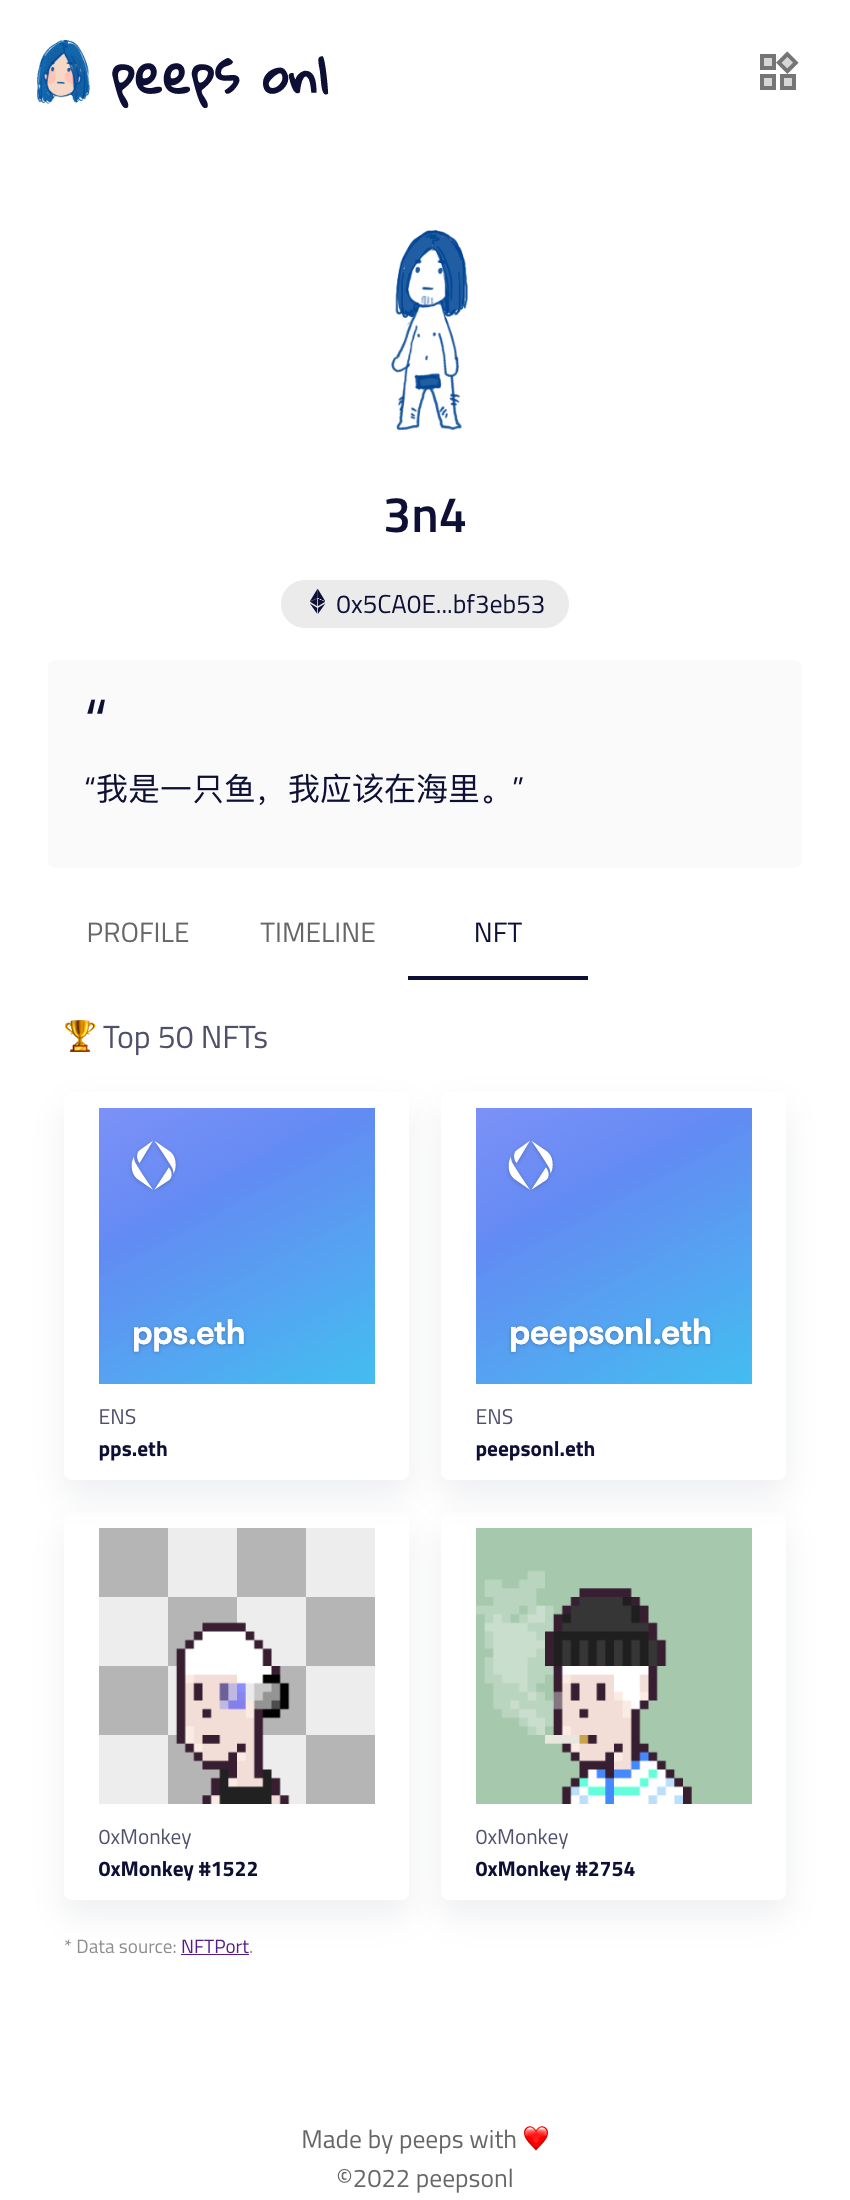 peeps onl
3n4
0x5CA0E...bf3eb53
“
“我是一只鱼，我应该在海里。”
PROFILE TIMELINE NFT
🏆 Top 50 NFTs
pps.eth
peepsonl.eth
ENS
pps.eth
ENS
peepsonl.eth
0xMonkey
0xMonkey #1522
0xMonkey
0xMonkey #2754
* Data source: NFTPort.
Made by peeps with ❤️
©2022 peepsonl